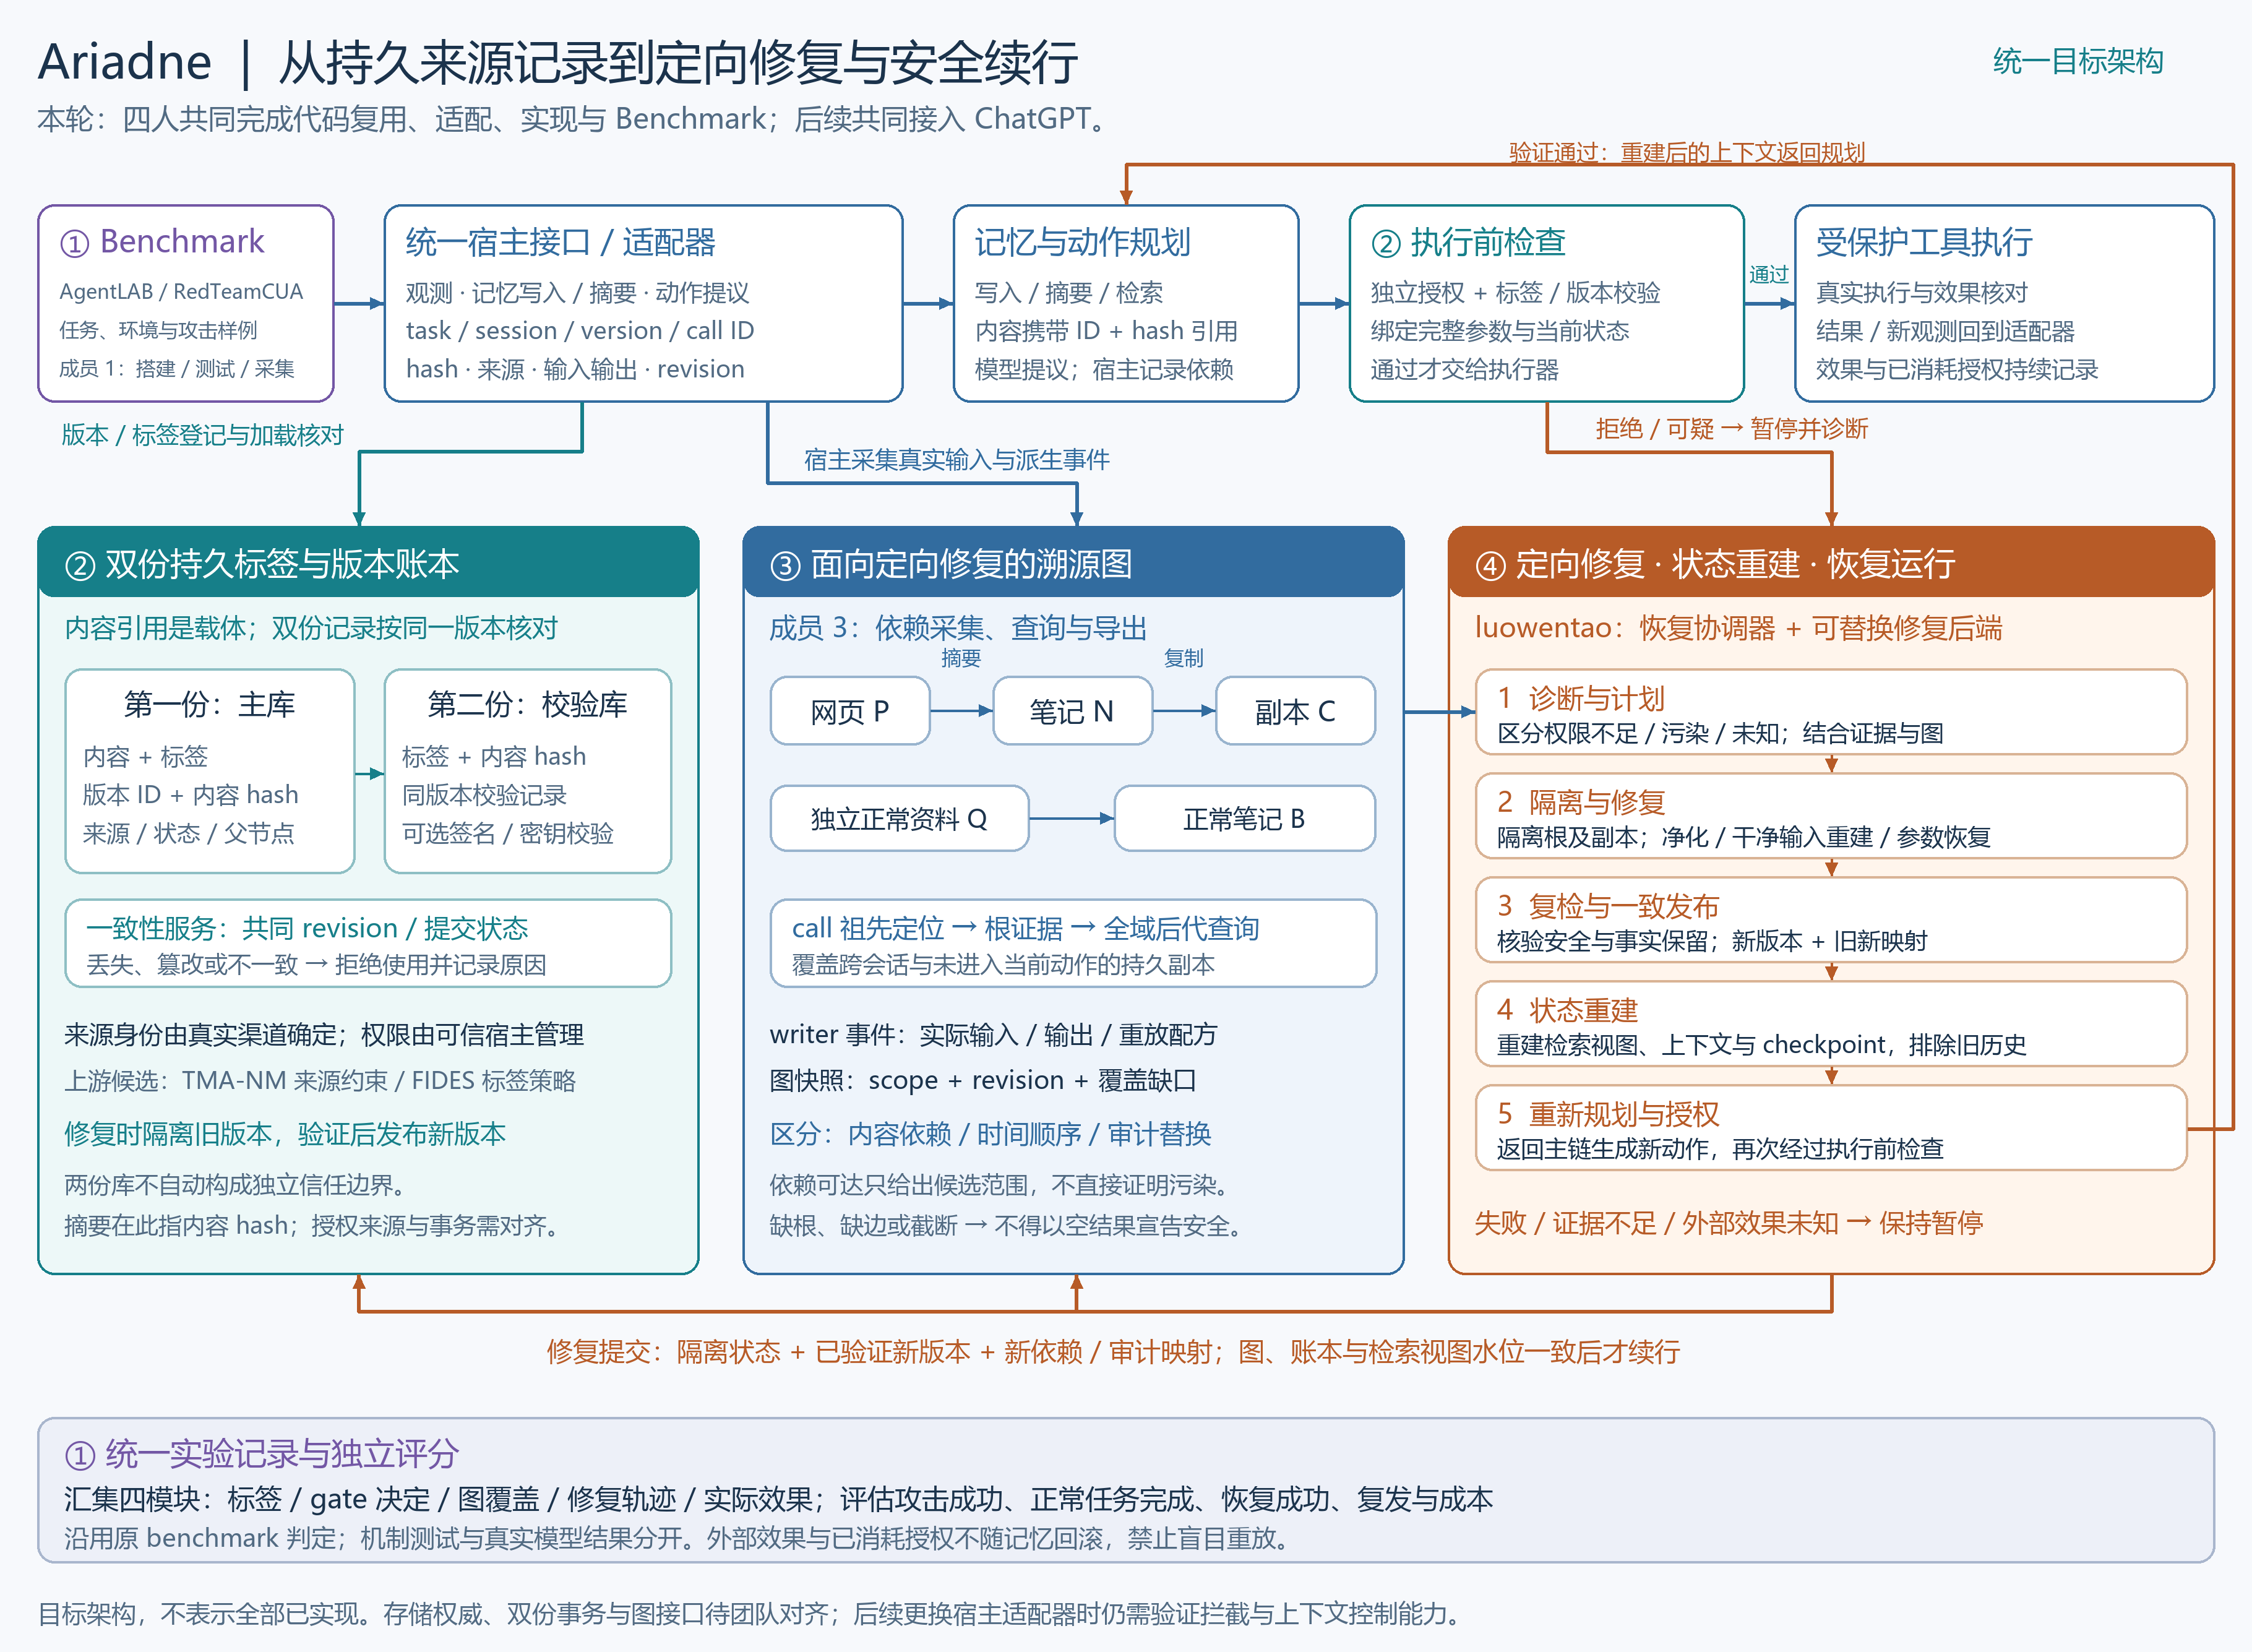 Ariadne | 从持久来源记录到定向修复与安全续行
统一目标架构
本轮：四人共同完成代码复用、适配、实现与 Benchmark；后续共同接入 ChatGPT。
验证通过：重建后的上下文返回规划
① Benchmark
AgentLAB / RedTeamCUA
任务、环境与攻击样例
成员 1：搭建 / 测试 / 采集
统一宿主接口 / 适配器
观测 · 记忆写入 / 摘要 · 动作提议
task / session / version / call ID
hash · 来源 · 输入输出 · revision
记忆与动作规划
写入 / 摘要 / 检索
内容携带 ID + hash 引用
模型提议；宿主记录依赖
② 执行前检查
独立授权 + 标签 / 版本校验
绑定完整参数与当前状态
通过才交给执行器
通过
受保护工具执行
真实执行与效果核对
结果 / 新观测回到适配器
效果与已消耗授权持续记录
版本 / 标签登记与加载核对
宿主采集真实输入与派生事件
拒绝 / 可疑 → 暂停并诊断
② 双份持久标签与版本账本
内容引用是载体；双份记录按同一版本核对
第一份：主库
内容 + 标签
版本 ID + 内容 hash
来源 / 状态 / 父节点
第二份：校验库
标签 + 内容 hash
同版本校验记录
可选签名 / 密钥校验
一致性服务：共同 revision / 提交状态
丢失、篡改或不一致 → 拒绝使用并记录原因
来源身份由真实渠道确定；权限由可信宿主管理
上游候选：TMA-NM 来源约束 / FIDES 标签策略
修复时隔离旧版本，验证后发布新版本
两份库不自动构成独立信任边界。
摘要在此指内容 hash；授权来源与事务需对齐。
③ 面向定向修复的溯源图
成员 3：依赖采集、查询与导出
摘要
复制
网页 P
笔记 N
副本 C
独立正常资料 Q
正常笔记 B
call 祖先定位 → 根证据 → 全域后代查询
覆盖跨会话与未进入当前动作的持久副本
writer 事件：实际输入 / 输出 / 重放配方
图快照：scope + revision + 覆盖缺口
区分：内容依赖 / 时间顺序 / 审计替换
依赖可达只给出候选范围，不直接证明污染。
缺根、缺边或截断 → 不得以空结果宣告安全。
④ 定向修复 · 状态重建 · 恢复运行
luowentao：恢复协调器 + 可替换修复后端
1 诊断与计划
区分权限不足 / 污染 / 未知；结合证据与图
2 隔离与修复
隔离根及副本；净化 / 干净输入重建 / 参数恢复
3 复检与一致发布
核验安全与事实保留；新版本 + 旧新映射
4 状态重建
重建检索视图、上下文与 checkpoint，排除旧历史
5 重新规划与授权
返回主链生成新动作，再次经过执行前检查
失败 / 证据不足 / 外部效果未知 → 保持暂停
修复提交：隔离状态 + 已验证新版本 + 新依赖 / 审计映射；图、账本与检索视图水位一致后才续行
① 统一实验记录与独立评分
汇集四模块：标签 / gate 决定 / 图覆盖 / 修复轨迹 / 实际效果；评估攻击成功、正常任务完成、恢复成功、复发与成本
沿用原 benchmark 判定；机制测试与真实模型结果分开。外部效果与已消耗授权不随记忆回滚，禁止盲目重放。
目标架构，不表示全部已实现。存储权威、双份事务与图接口待团队对齐；后续更换宿主适配器时仍需验证拦截与上下文控制能力。